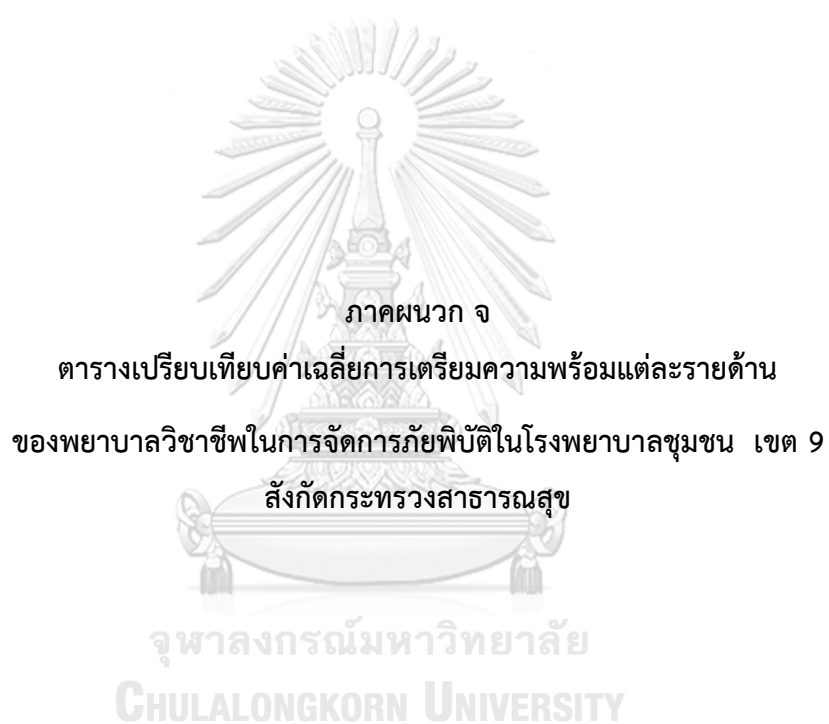 ภาคผนวก จ
ตารางเปรียบเทียบค่าเฉลี่ยการเตรียมความพร้อมแต่ละรายด้าน
ของพยาบาลวิชาชีพในการจัดการภัยพิบัติในโรงพยาบาลชุมชน เขต 9
สังกัดกระทรวงสาธารณสุข
จุฬาลงกรณ์มหาวิทยาลัย
CHULALONGKORN UNIVERSITY